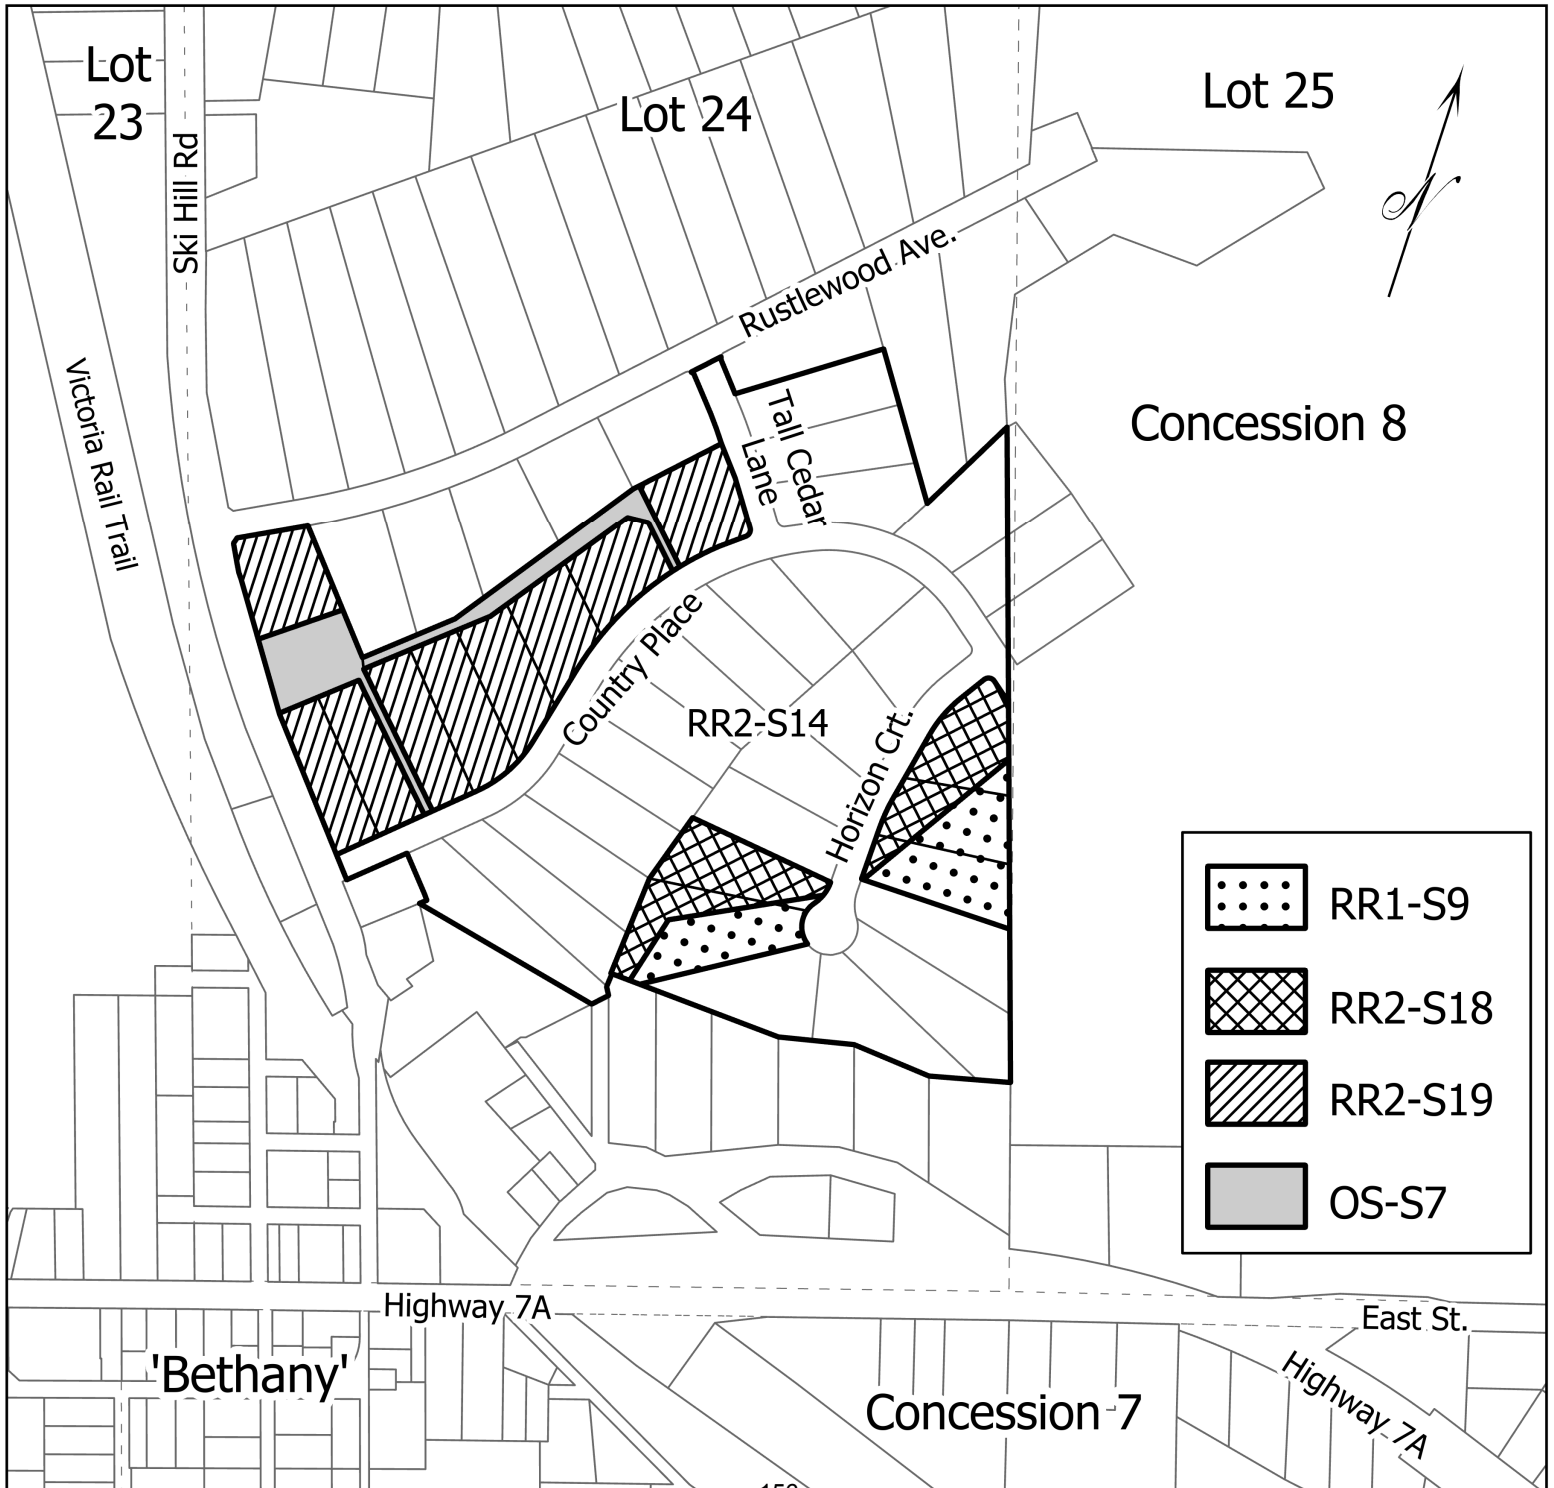 Lot
23
Lot 24
Lot 25
N
Ski Hill Rd
Rustlewood Ave.
Victoria Rail Trail
Tall Cedar
Lane
Concession 8
Country Place
RR2-S14
Horizon Crt.
RR1-S9
RR2-S18
RR2-S19
OS-S7
Highway 7A
East St.
'Bethany'
Concession 7
Highway 7A